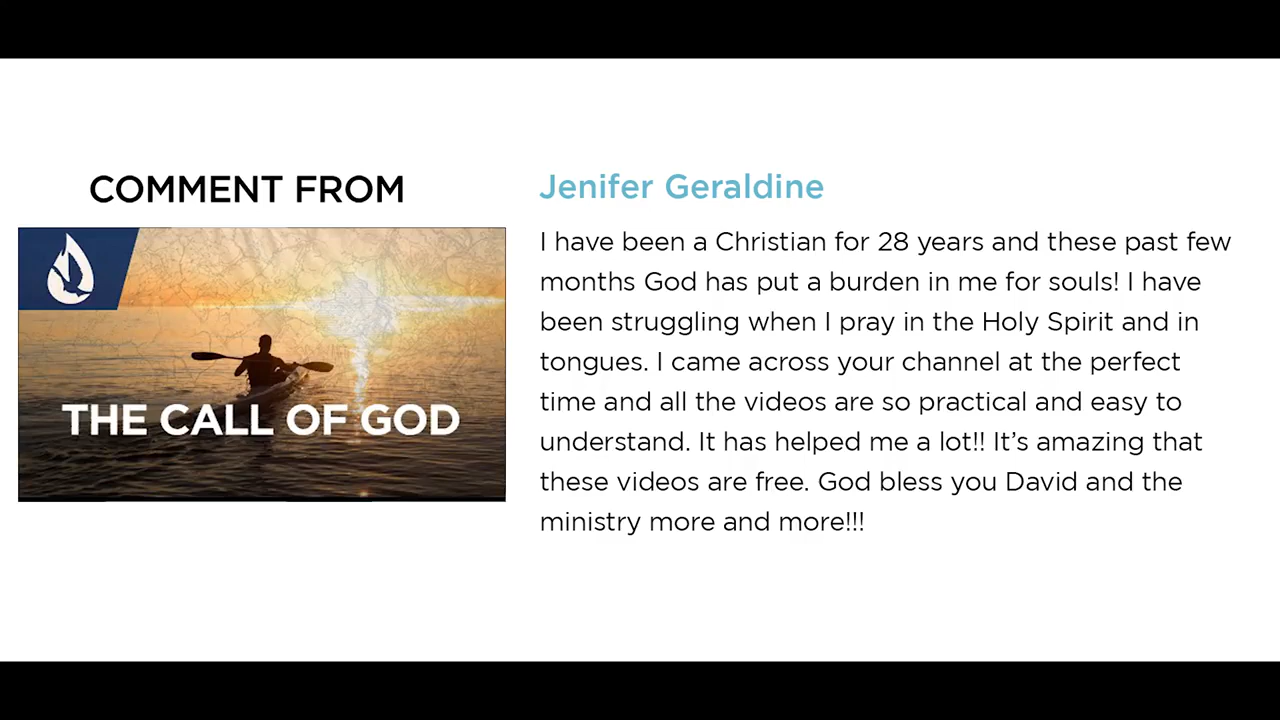 COMMENT FROM
THE CALL OF GOD
Jenifer Geraldine
I have been a Christian for 28 years and these past few
months God has put a burden in me for souls! I have
been struggling when I pray in the Holy Spirit and in
tongues. I came across your channel at the perfect
time and all the videos are so practical and easy to
understand. It has helped me a lot!! It’s amazing that
these videos are free. God bless you David and the
ministry more and more!!!